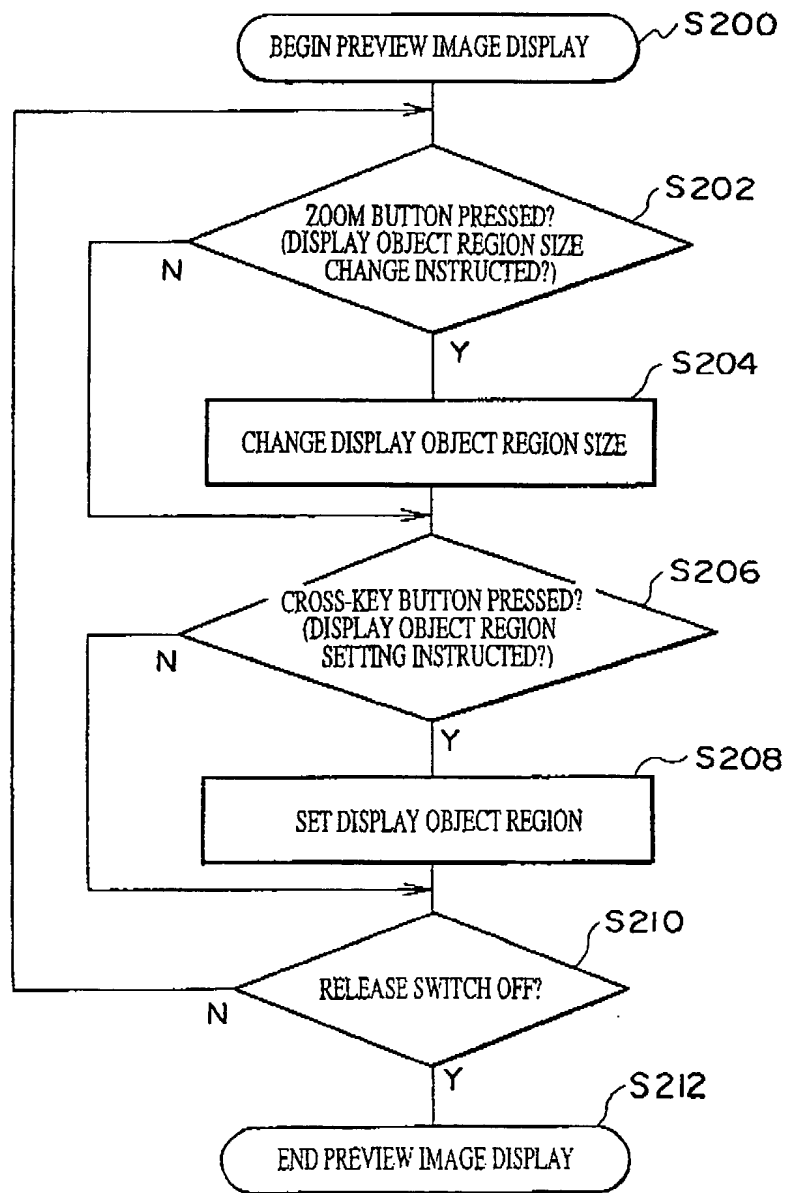 BEGIN PREVIEW IMAGE DISPLAY
S200
S202
ZOOM BUTTON PRESSED?
(DISPLAY OBJECT REGION SIZE
CHANGE INSTRUCTED?)
N
Y
S204
CHANGE DISPLAY OBJECT REGION SIZE
S206
CROSS-KEY BUTTON PRESSED?
(DISPLAY OBJECT REGION
SETTING INSTRUCTED?)
N
Y
S208
SET DISPLAY OBJECT REGION
S210
RELEASE SWITCH OFF?
N
Y
S212
END PREVIEW IMAGE DISPLAY